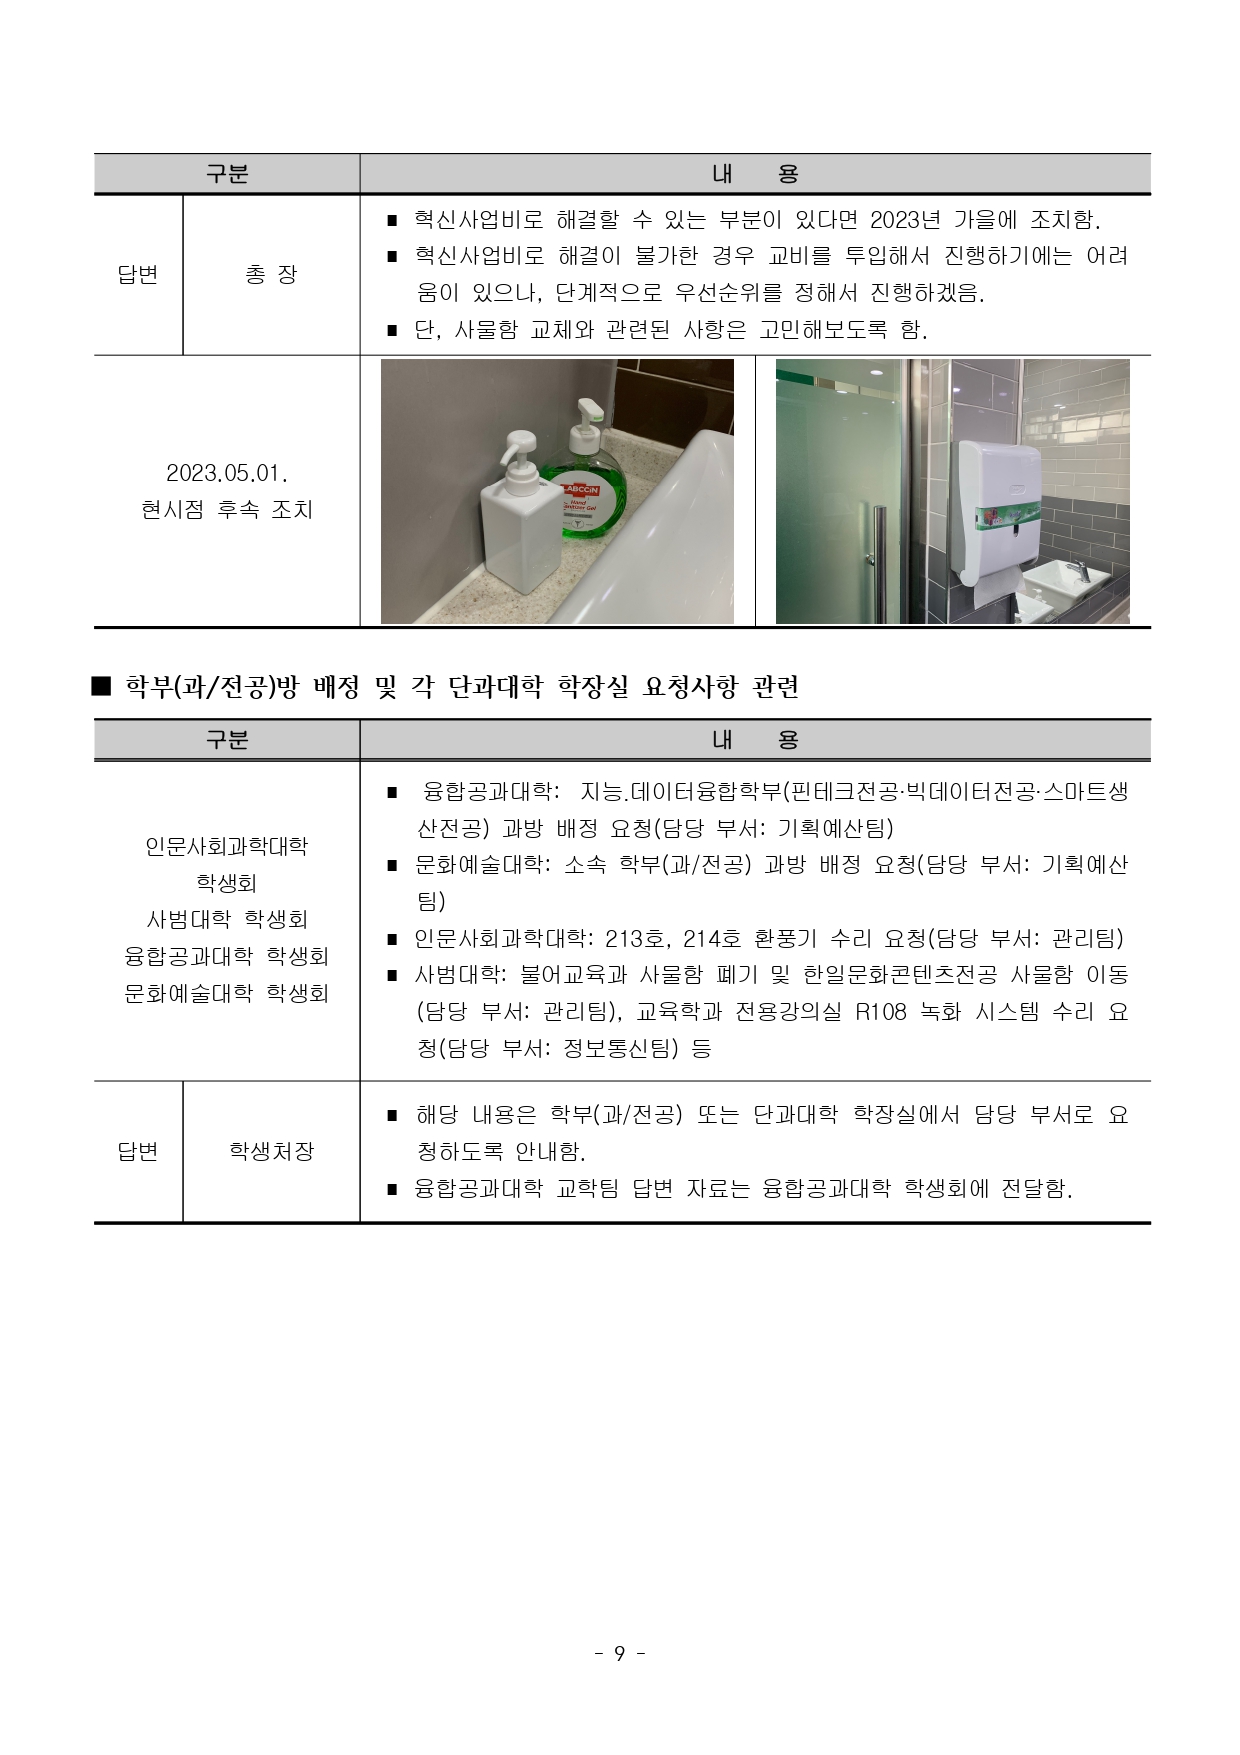 구분 내 용
답변 총 장
■ 혁신사업비로 해결할 수 있는 부분이 있다면 2023년 가을에 조치함.
■ 혁신사업비로 해결이 불가한 경우 교비를 투입해서 진행하기에는 어려
움이 있으나, 단계적으로 우선순위를 정해서 진행하겠음.
■ 단, 사물함 교체와 관련된 사항은 고민해보도록 함.
2023.05.01.
현시점 후속 조치
LABCCiN
Hand
Sanitizer Gel
■ 학부(과/전공)방 배정 및 각 단과대학 학장실 요청사항 관련
구분 내 용
인문사회과학대학
학생회
사범대학 학생회
융합공과대학 학생회
문화예술대학 학생회
■ 융합공과대학: 지능.데이터융합학부(핀테크전공·빅데이터전공·스마트생
산전공) 과방 배정 요청(담당 부서: 기획예산팀)
■ 문화예술대학: 소속 학부(과/전공) 과방 배정 요청(담당 부서: 기획예산
팀)
■ 인문사회과학대학: 213호, 214호 환풍기 수리 요청(담당 부서: 관리팀)
■ 사범대학: 불어교육과 사물함 폐기 및 한일문화콘텐츠전공 사물함 이동
(담당 부서: 관리팀), 교육학과 전용강의실 R108 녹화 시스템 수리 요
청(담당 부서: 정보통신팀) 등
답변 학생처장
■ 해당 내용은 학부(과/전공) 또는 단과대학 학장실에서 담당 부서로 요
청하도록 안내함.
■ 융합공과대학 교학팀 답변 자료는 융합공과대학 학생회에 전달함.
- 9 -